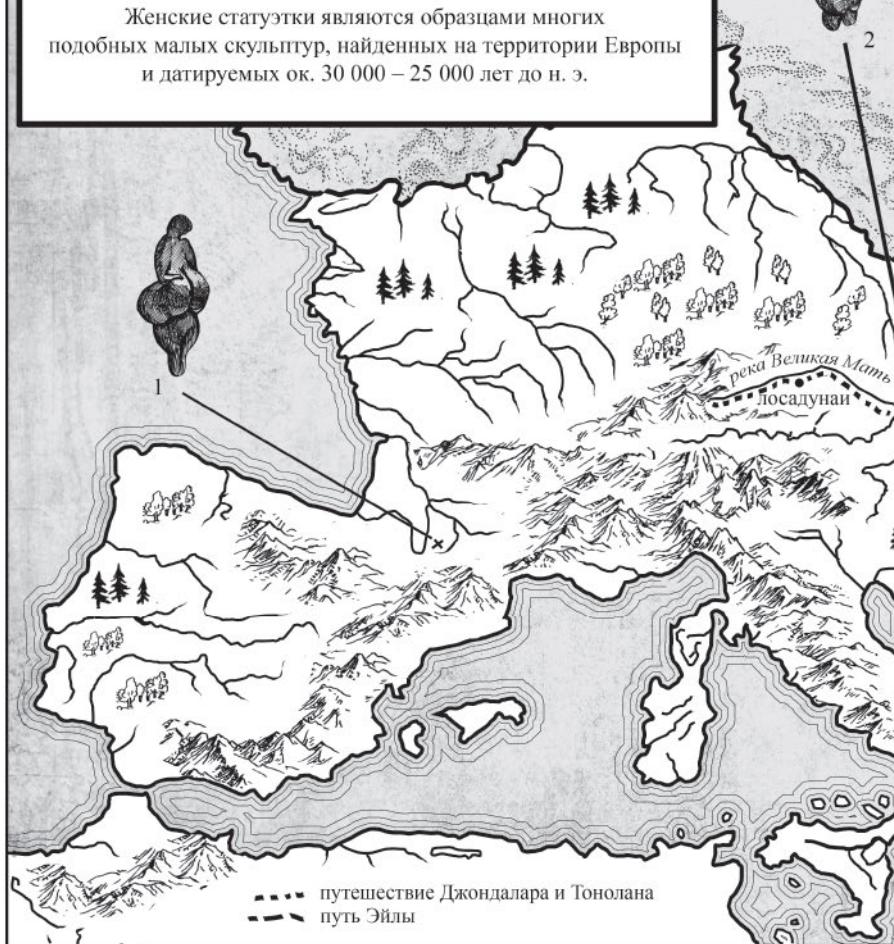 Женские статуэтки являются образцами многих
подобных малых скульптур, найденных на территории Европы
и датируемых ок. 30 000 – 25 000 лет до н. э.
2
1
река Великая Мать
лосадунаи
путешествие Джондалара и Тонолана
путь Эйлы